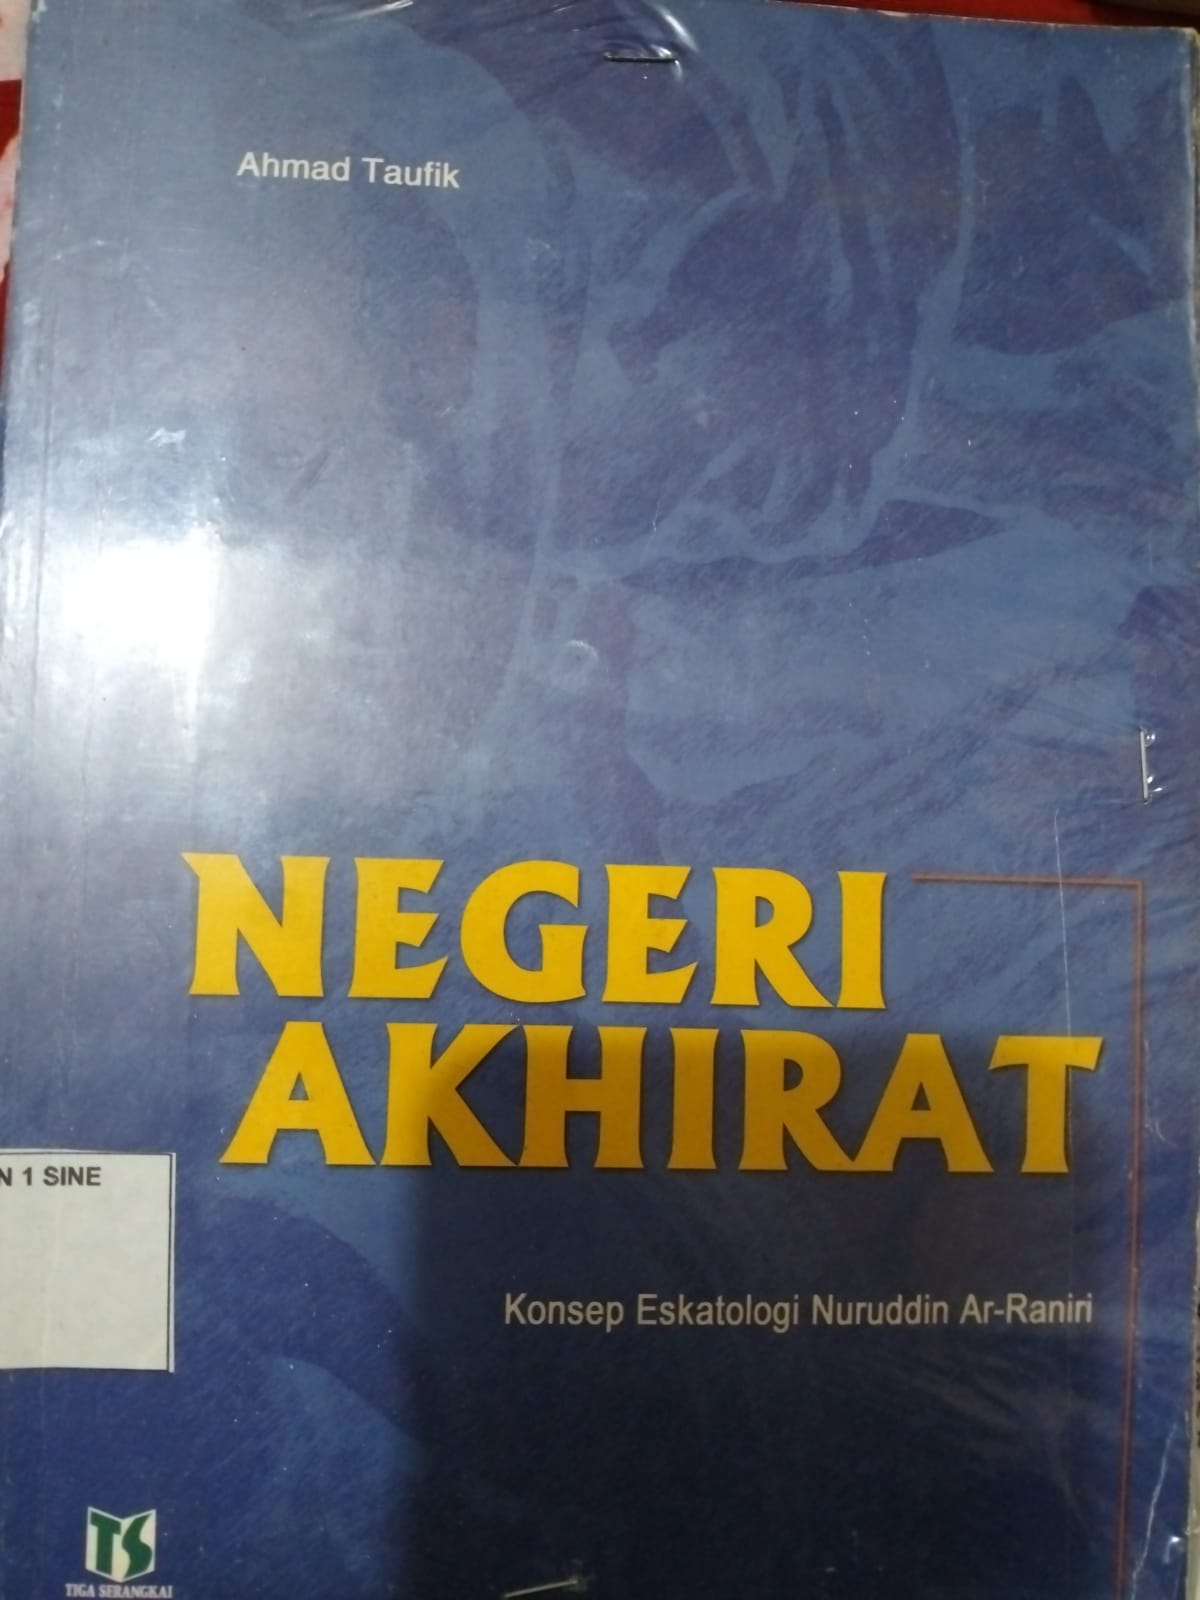 Ahmad Taufik
NEGERI
AKHIRAT
N 1 SINE
Konsep Eskatologi Nuruddin Ar-Raniri
TS
TIGA SERANGKAI